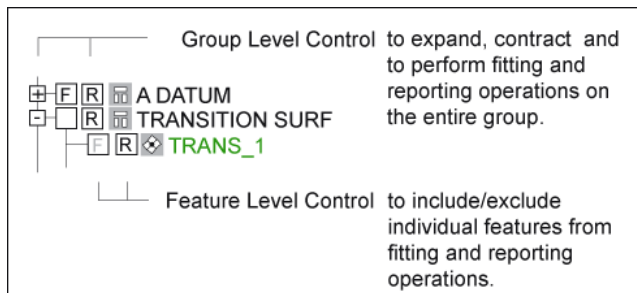 Group Level Control to expand, contract and
to perform fitting and
reporting operations on
the entire group.
F R A DATUM
R TRANSITION SURF
F R TRANS_1
Feature Level Control to include/exclude
individual features from
fitting and reporting
operations.